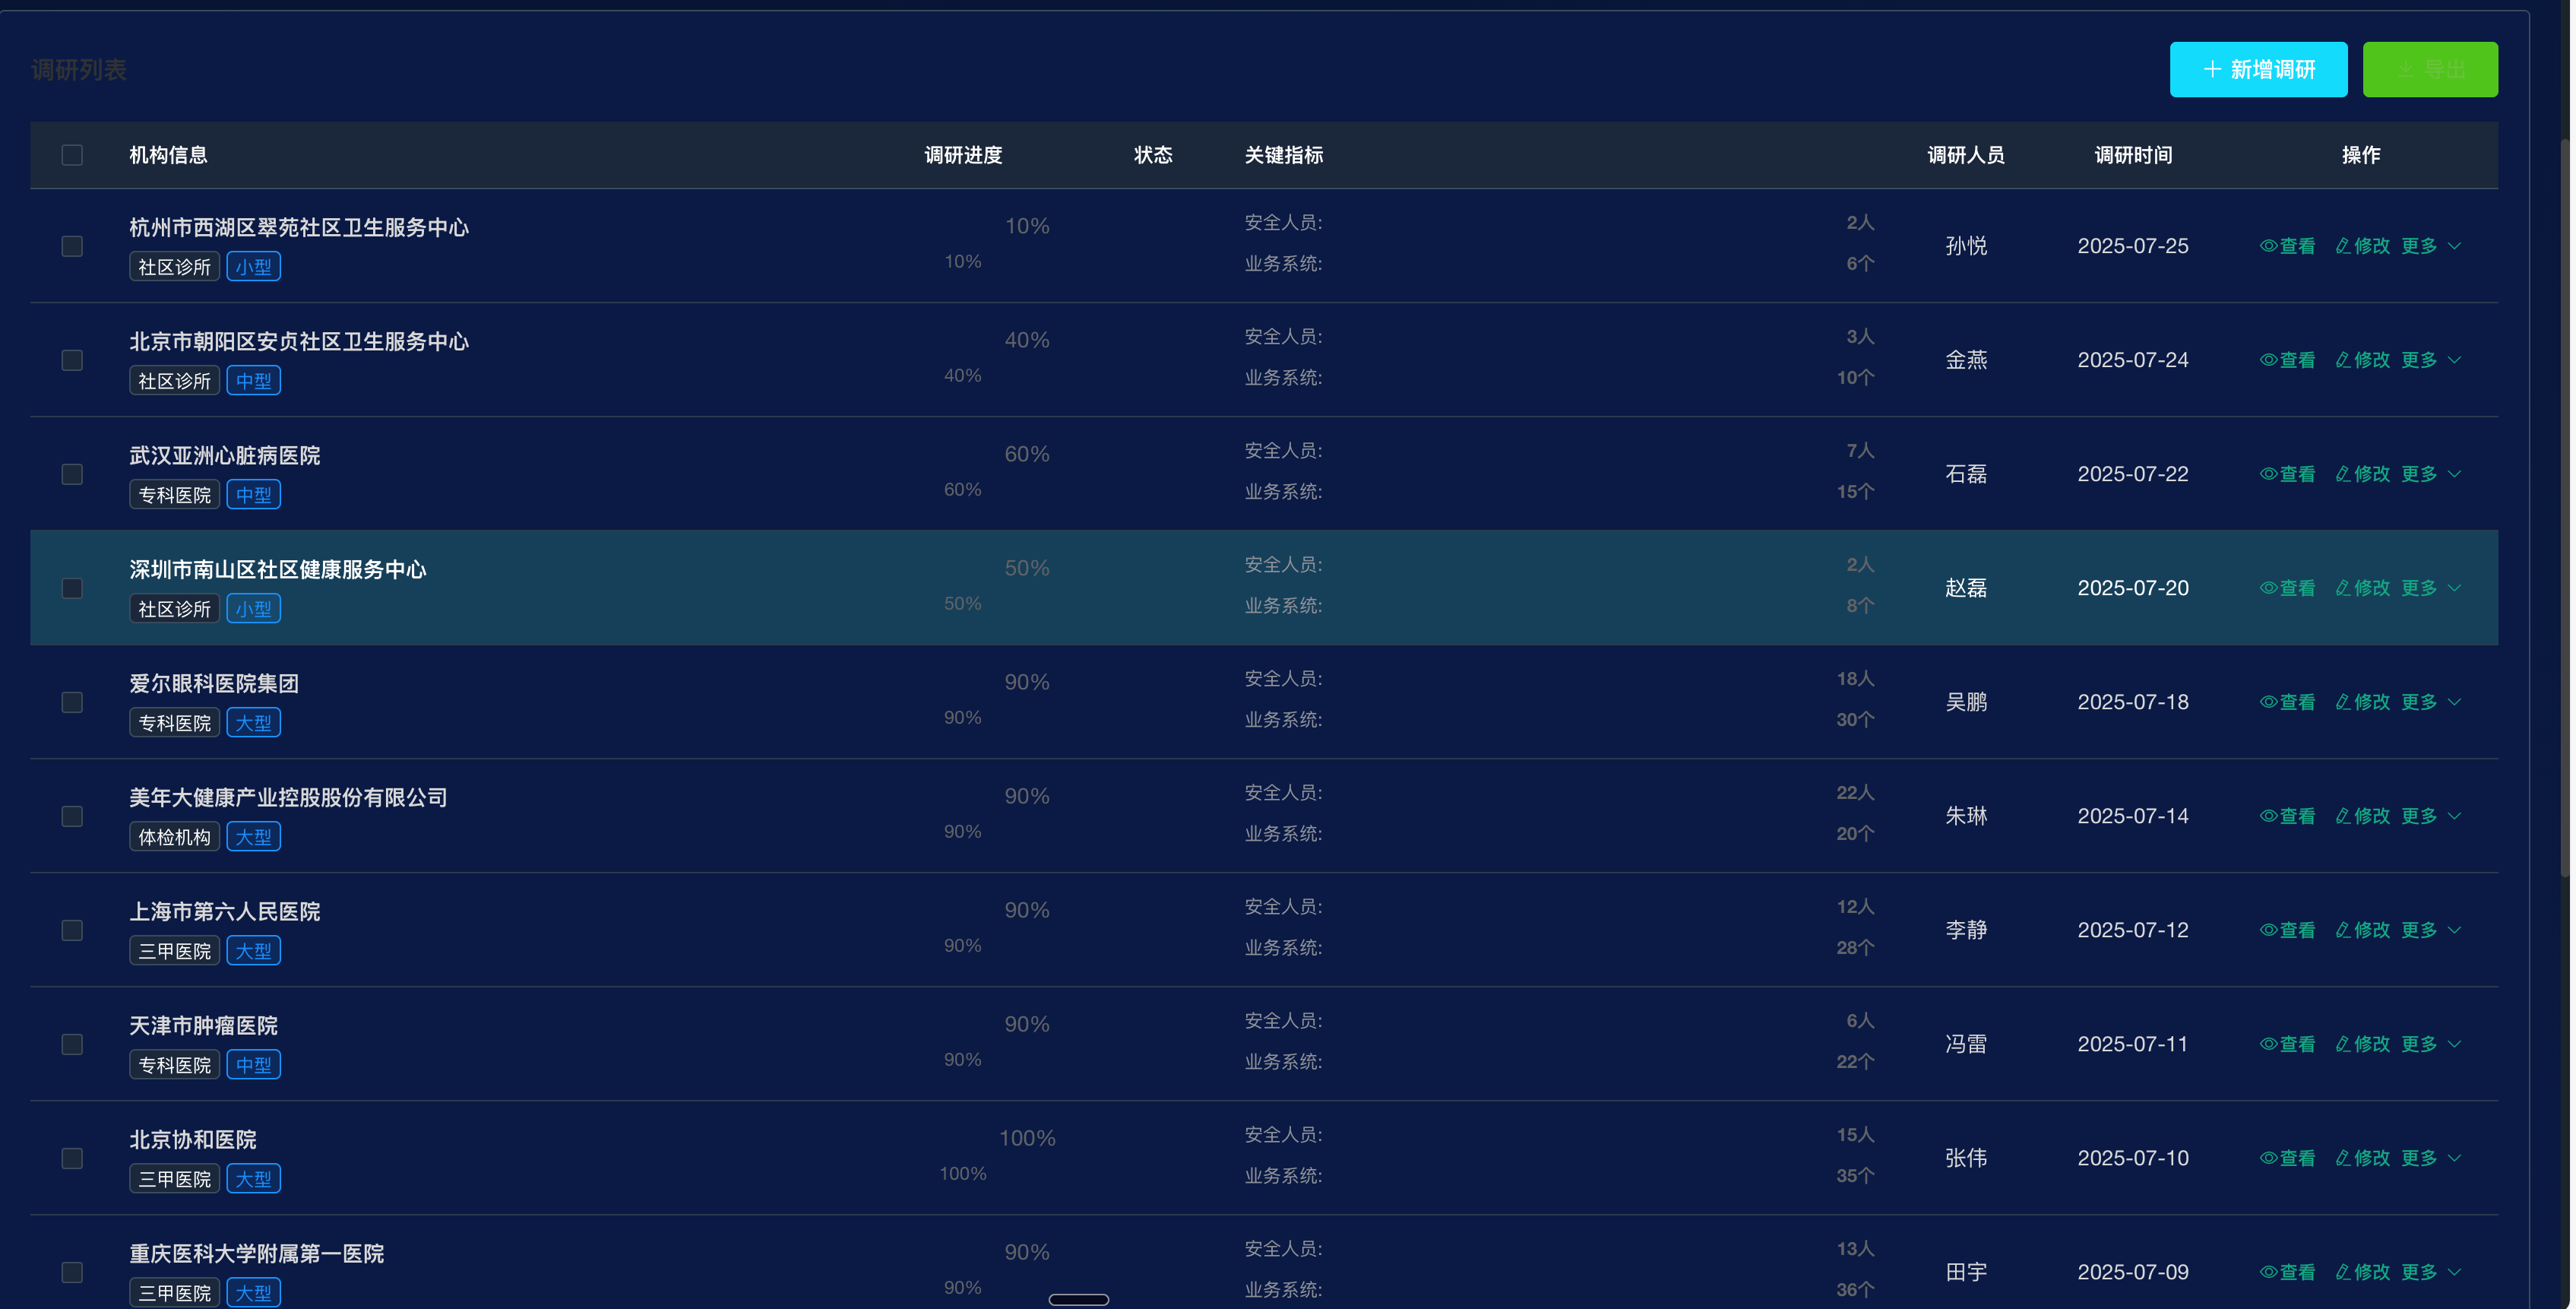 调研列表
新增调研 导出
机构信息 调研进度 状态 关键指标 调研人员 调研时间 操作
杭州市西湖区翠苑社区卫生服务中心 10% 安全人员: 2人
社区诊所 小型 10% 业务系统: 6个 孙悦 2025-07-25 查看 修改 更多
北京市朝阳区安贞社区卫生服务中心 40% 安全人员: 3人
社区诊所 中型 40% 业务系统: 10个 金燕 2025-07-24 查看 修改 更多
武汉亚洲心脏病医院 60% 安全人员: 7人
专科医院 中型 60% 业务系统: 15个 石磊 2025-07-22 查看 修改 更多
深圳市南山区社区健康服务中心 50% 安全人员: 2人
社区诊所 小型 50% 业务系统: 8个 赵磊 2025-07-20 查看 修改 更多
爱尔眼科医院集团 90% 安全人员: 18人
专科医院 大型 90% 业务系统: 30个 吴鹏 2025-07-18 查看 修改 更多
美年大健康产业控股股份有限公司 90% 安全人员: 22人
体检机构 大型 90% 业务系统: 20个 朱琳 2025-07-14 查看 修改 更多
上海市第六人民医院 90% 安全人员: 12人
三甲医院 大型 90% 业务系统: 28个 李静 2025-07-12 查看 修改 更多
天津市肿瘤医院 90% 安全人员: 6人
专科医院 中型 90% 业务系统: 22个 冯雷 2025-07-11 查看 修改 更多
北京协和医院 100% 安全人员: 15人
三甲医院 大型 100% 业务系统: 35个 张伟 2025-07-10 查看 修改 更多
重庆医科大学附属第一医院 90% 安全人员: 13人
三甲医院 大型 90% 业务系统: 36个 田宇 2025-07-09 查看 修改 更多